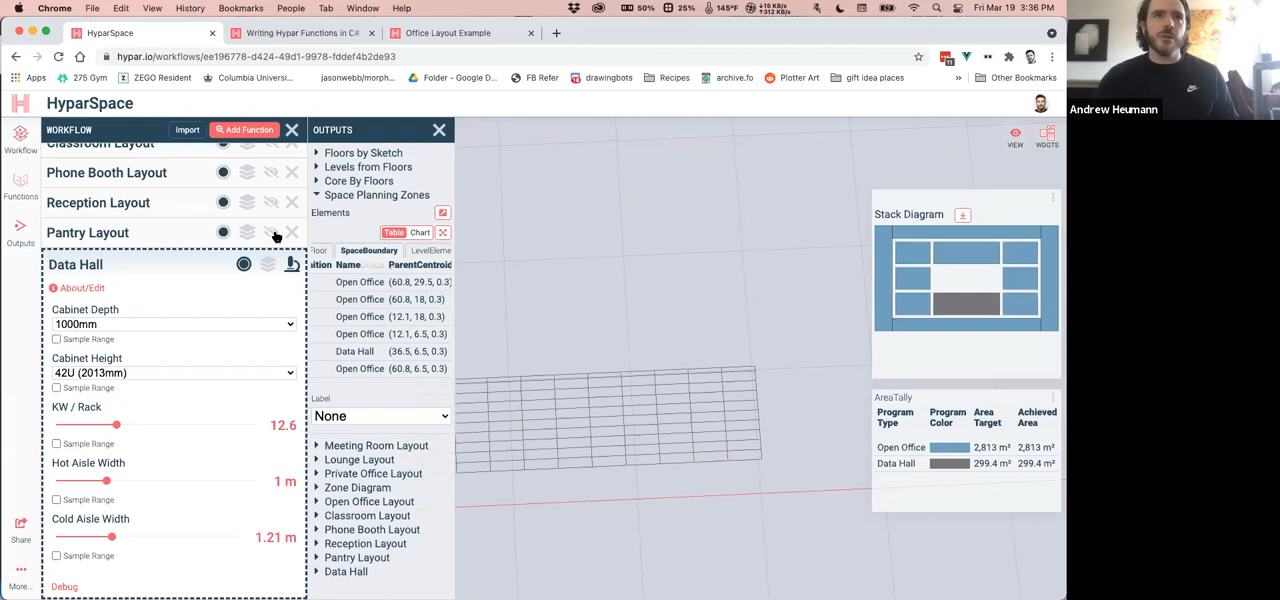 Chrome File Edit View History Bookmarks People Tab Window Help 50% 25% 145°F ↓15 KB/s ↑312 KB/s Fri Mar 19 3:36 PM
HyparSpace Writing Hypar Functions in C# Office Layout Example
hypar.io/workflows/ee196778-d424-49d1-9978-fddef4b2de93
Apps 275 Gym ZEGO Resident Columbia Universi... jasonwebb/morph... Folder - Google D... FB Refer drawingbots Recipes archive.fo Plotter Art gift idea places » Other Bookmarks
Andrew Heumann
HyparSpace
Workflow
Functions
Outputs
Share
More...
WORKFLOW Import Add Function
Classroom Layout
Phone Booth Layout
Reception Layout
Pantry Layout
Data Hall
About/Edit
Cabinet Depth
1000mm
Sample Range
Cabinet Height
42U (2013mm)
Sample Range
KW / Rack
12.6
Sample Range
Hot Aisle Width
1 m
Sample Range
Cold Aisle Width
1.21 m
Sample Range
Debug
OUTPUTS
Floors by Sketch
Levels from Floors
Core By Floors
Space Planning Zones
Elements
Table Chart
Floor SpaceBoundary LevelEleme
ition Name ParentCentroid
Open Office (60.8, 29.5, 0.3)
Open Office (60.8, 18, 0.3)
Open Office (12.1, 18, 0.3)
Open Office (12.1, 6.5, 0.3)
Data Hall (36.5, 6.5, 0.3)
Open Office (60.8, 6.5, 0.3)
Label
None
Meeting Room Layout
Lounge Layout
Private Office Layout
Zone Diagram
Open Office Layout
Classroom Layout
Phone Booth Layout
Reception Layout
Pantry Layout
Data Hall
VIEW WDGTS
Stack Diagram
AreaTally
Program Type Program Color Area Target Achieved Area
Open Office 2,813 m² 2,813 m²
Data Hall 299.4 m² 299.4 m²